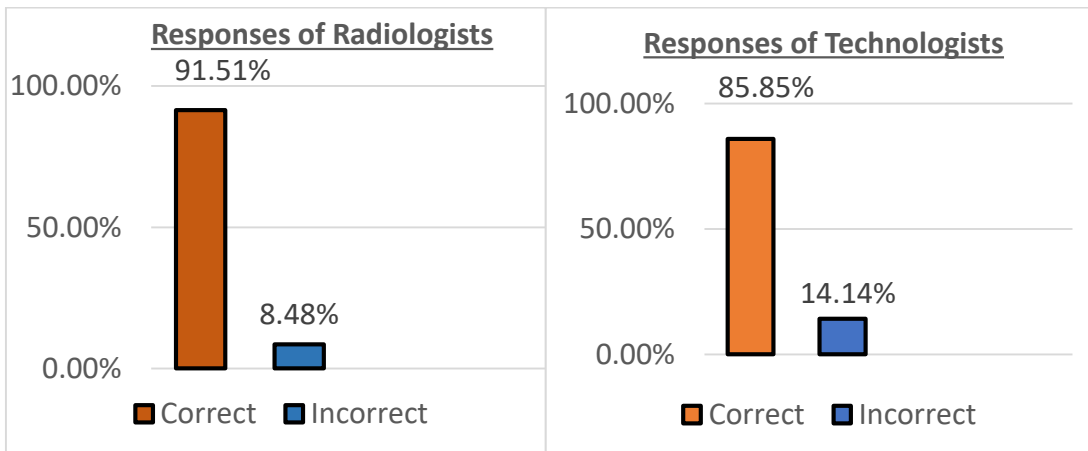 Responses of Radiologists
91.51%
100.00%
50.00%
8.48%
0.00%
Correct Incorrect
Responses of Technologists
85.85%
100.00%
50.00%
14.14%
0.00%
Correct Incorrect